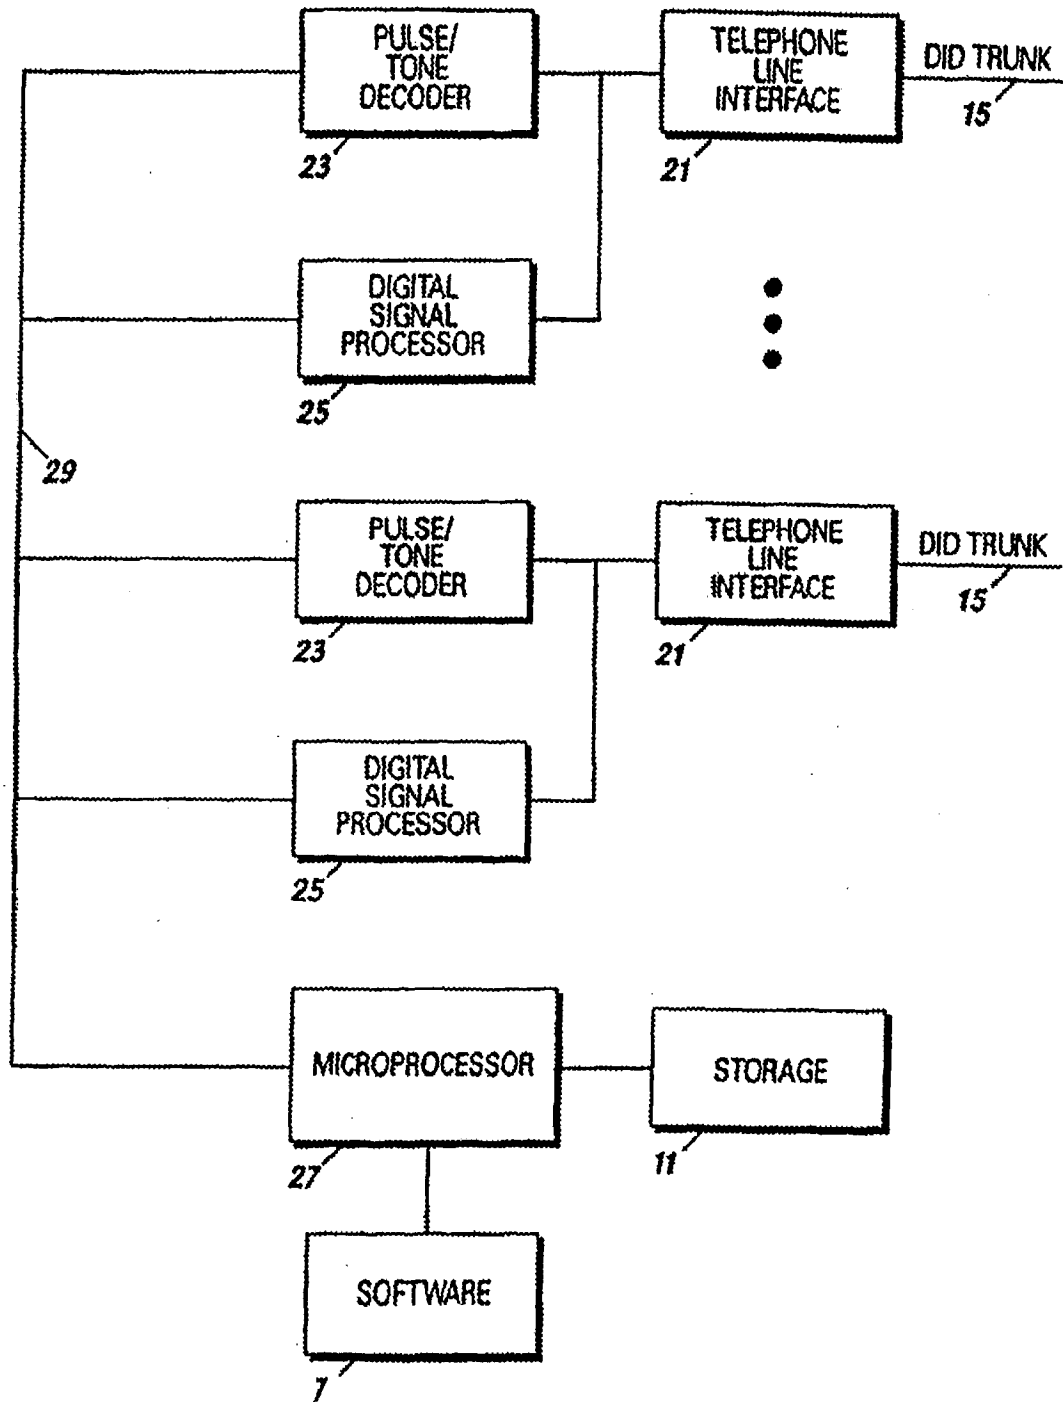 PULSE/
TONE
DECODER
23
TELEPHONE
LINE
INTERFACE
21
DID TRUNK
15
DIGITAL
SIGNAL
PROCESSOR
25
29
PULSE/
TONE
DECODER
23
TELEPHONE
LINE
INTERFACE
21
DID TRUNK
15
DIGITAL
SIGNAL
PROCESSOR
25
MICROPROCESSOR
27
STORAGE
11
SOFTWARE
7